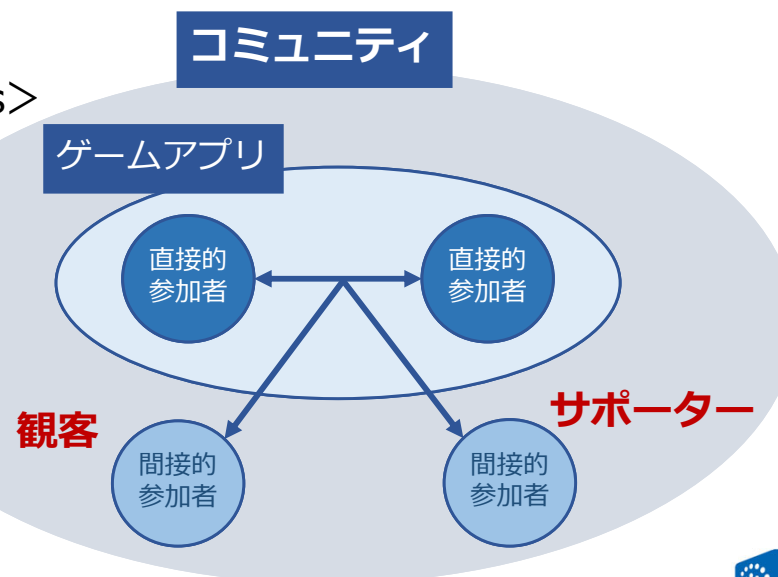 コミュニティ
s＞
ゲームアプリ
直接的
参加者
直接的
参加者
観客
サポーター
間接的
参加者
間接的
参加者